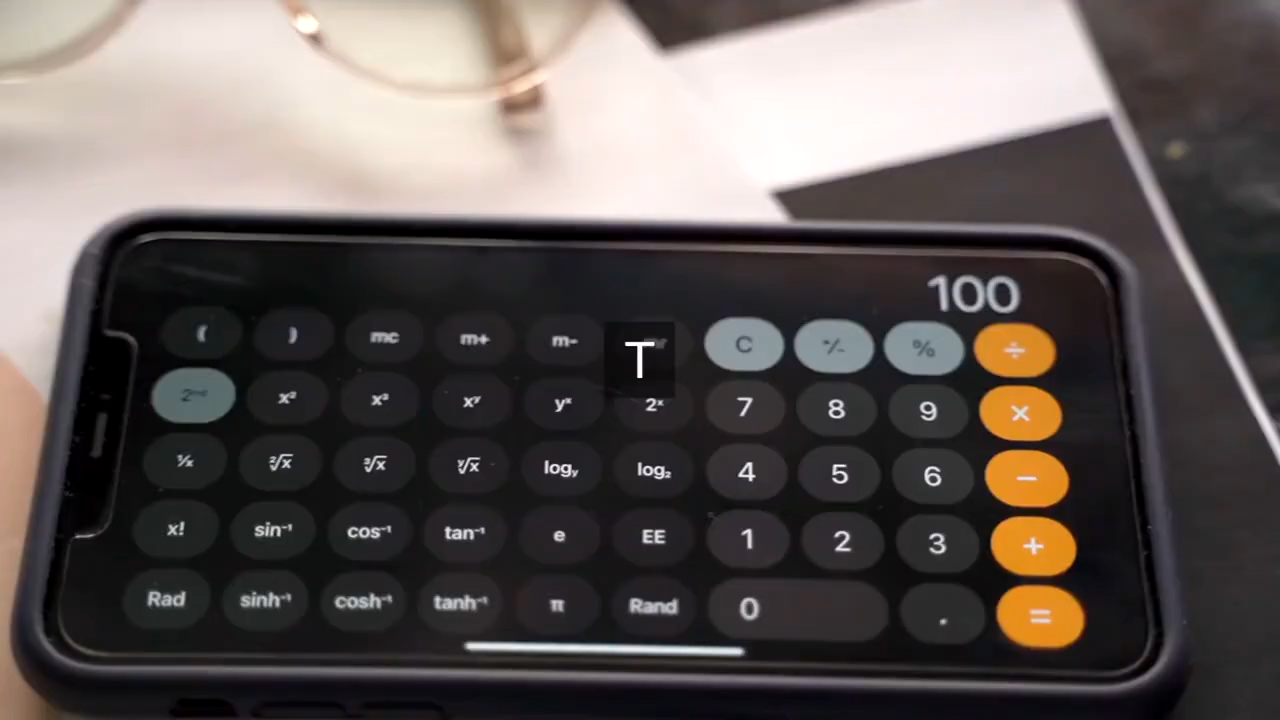 100
( ) mc m+ m- C ⁺/- % ÷
T
2ⁿᵈ x² x³ xʸ yˣ 2ˣ 7 8 9 ×
¹/x ²√x ³√x ʸ√x logᵧ log₂ 4 5 6 −
x! sin⁻¹ cos⁻¹ tan⁻¹ e EE 1 2 3 +
Rad sinh⁻¹ cosh⁻¹ tanh⁻¹ π Rand 0 . =